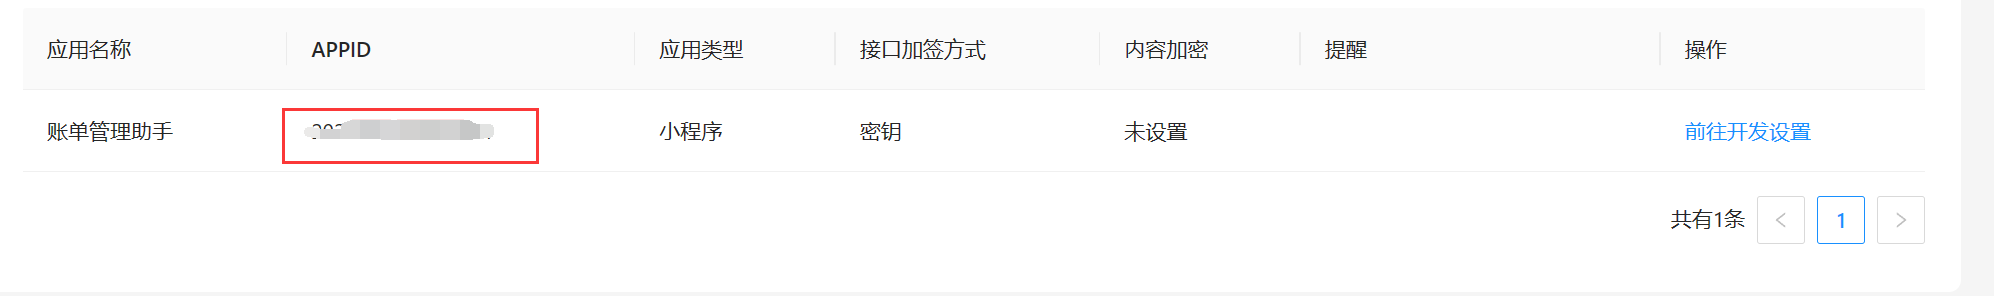 应用名称 APPID 应用类型 接口加签方式 内容加密 提醒 操作
账单管理助手 小程序 密钥 未设置 前往开发设置
共有1条 < 1 >